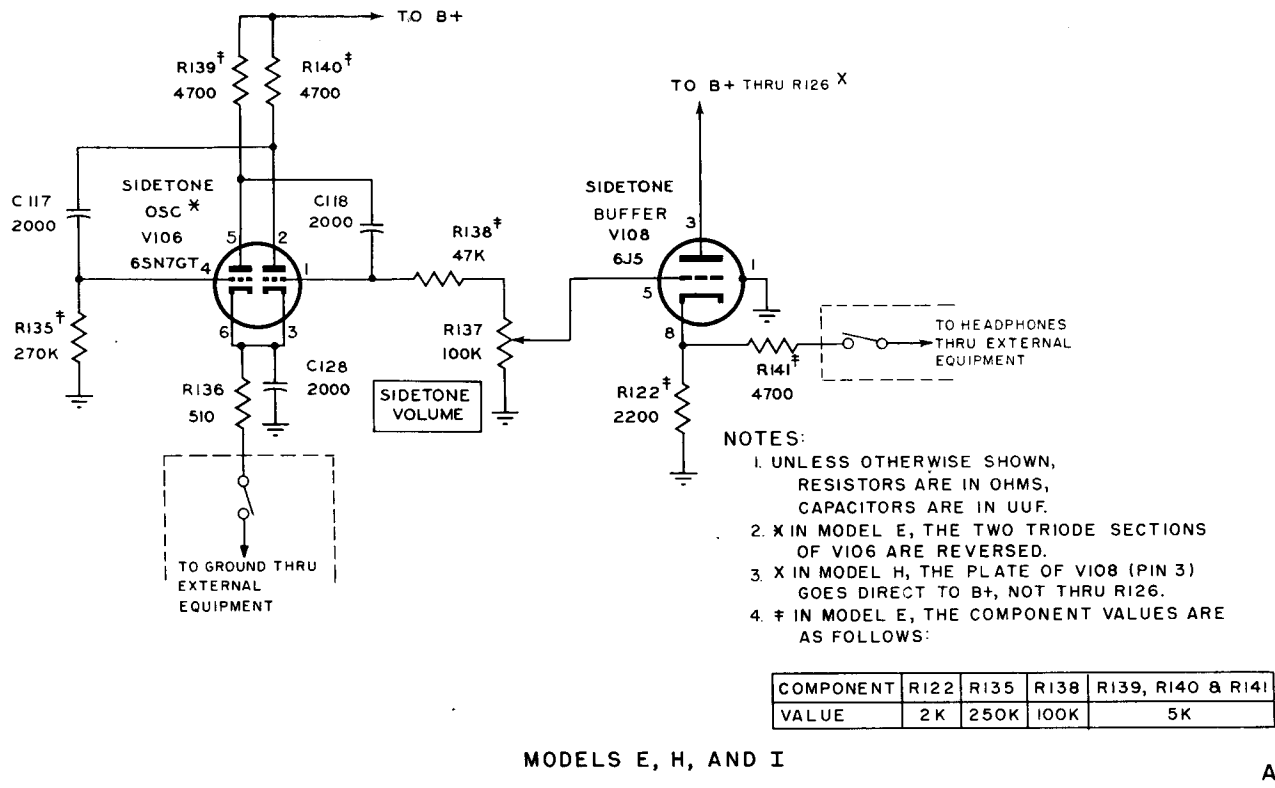 TO B+
R139‡
4700
R140‡
4700
TO B+ THRU R126 X
C117
2000
SIDETONE
OSC *
V106
6SN7GT
5
2
4
1
6
3
C118
2000
R138‡
47K
SIDETONE
BUFFER
V108
6J5
3
1
5
8
R135‡
270K
R136
510
C128
2000
R137
100K
SIDETONE
VOLUME
R122‡
2200
R141‡
4700
TO HEADPHONES
THRU EXTERNAL
EQUIPMENT
TO GROUND THRU
EXTERNAL
EQUIPMENT
NOTES:
1. UNLESS OTHERWISE SHOWN,
RESISTORS ARE IN OHMS,
CAPACITORS ARE IN UUF.
2. * IN MODEL E, THE TWO TRIODE SECTIONS
OF V106 ARE REVERSED.
3. X IN MODEL H, THE PLATE OF V108 (PIN 3)
GOES DIRECT TO B+, NOT THRU R126.
4. ‡ IN MODEL E, THE COMPONENT VALUES ARE
AS FOLLOWS:
COMPONENT R122 R135 R138 R139, R140 & R141
VALUE 2K 250K 100K 5K
MODELS E, H, AND I
A